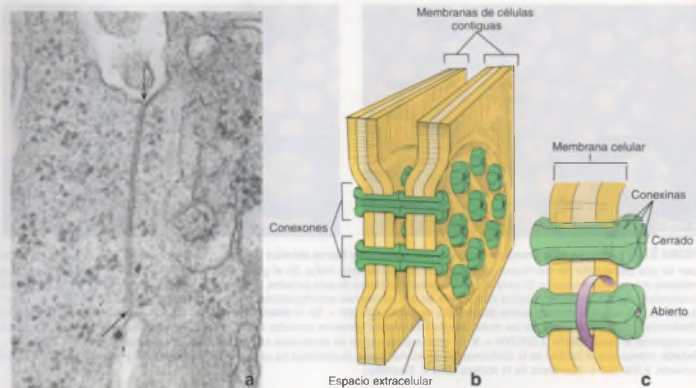 Membranas de células
contiguas
Conexones
Espacio extracelular
Membrana celular
Conexinas
Cerrado
Abierto
a
b
c